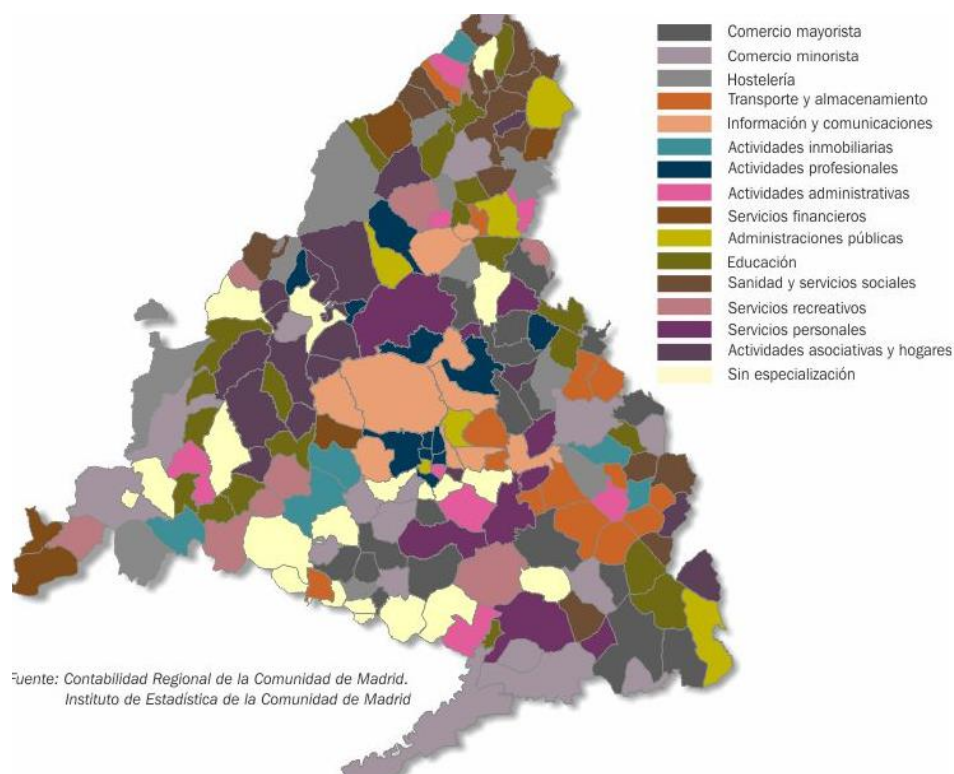 Comercio mayorista
Comercio minorista
Hostelería
Transporte y almacenamiento
Información y comunicaciones
Actividades inmobiliarias
Actividades profesionales
Actividades administrativas
Servicios financieros
Administraciones públicas
Educación
Sanidad y servicios sociales
Servicios recreativos
Servicios personales
Actividades asociativas y hogares
Sin especialización
Fuente: Contabilidad Regional de la Comunidad de Madrid.
Instituto de Estadística de la Comunidad de Madrid